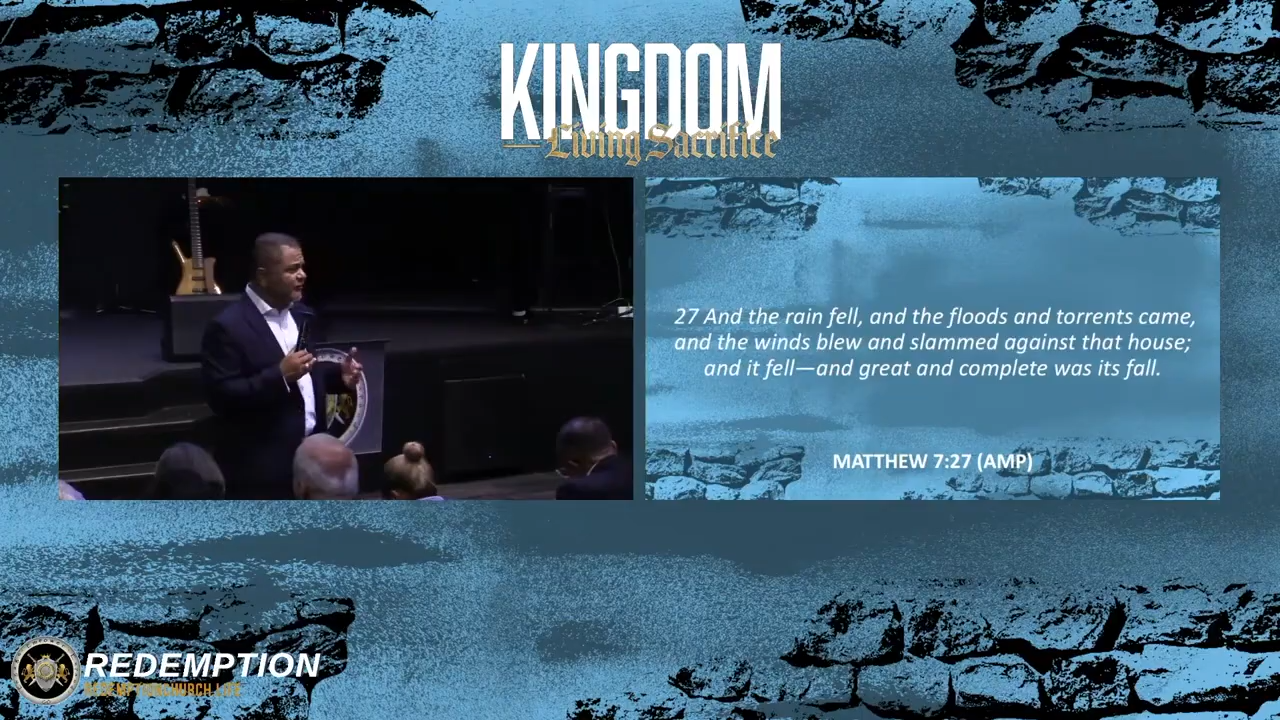 KINGDOM
Living Sacrifice
27 And the rain fell, and the floods and torrents came,
and the winds blew and slammed against that house;
and it fell—and great and complete was its fall.
MATTHEW 7:27 (AMP)
REDEMPTION
REDEMPTIONCHURCH.LIFE